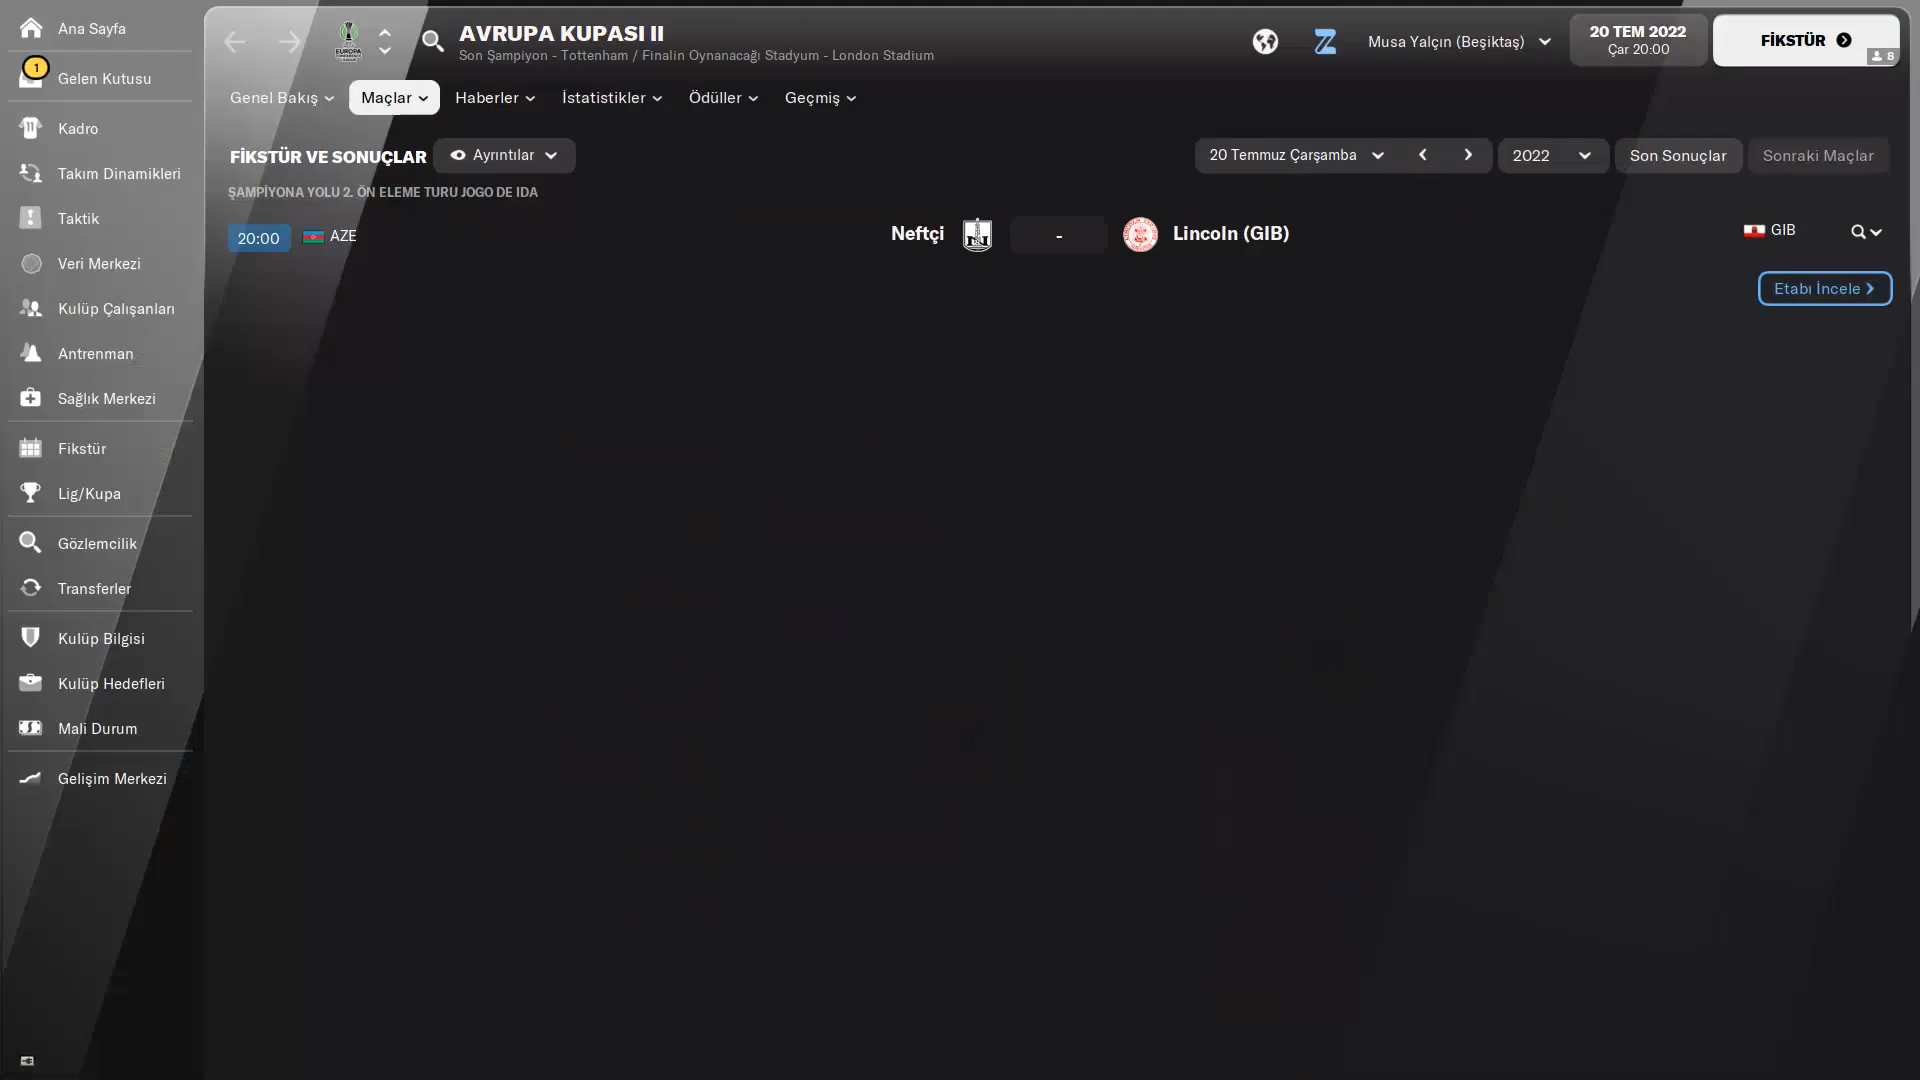 Ana Sayfa
1
Gelen Kutusu
Kadro
Takım Dinamikleri
Taktik
Veri Merkezi
Kulüp Çalışanları
Antrenman
Sağlık Merkezi
Fikstür
Lig/Kupa
Gözlemcilik
Transferler
Kulüp Bilgisi
Kulüp Hedefleri
Mali Durum
Gelişim Merkezi
AVRUPA KUPASI II
Son Şampiyon - Tottenham / Finalin Oynanacağı Stadyum - London Stadium
Musa Yalçın (Beşiktaş)
20 TEM 2022
Çar 20:00
FİKSTÜR
8
Genel Bakış
Maçlar
Haberler
İstatistikler
Ödüller
Geçmiş
FİKSTÜR VE SONUÇLAR
Ayrıntılar
20 Temmuz Çarşamba
2022
Son Sonuçlar
Sonraki Maçlar
ŞAMPİYONA YOLU 2. ÖN ELEME TURU JOGO DE IDA
20:00 AZE Neftçi - Lincoln (GIB) GIB
Etabı İncele